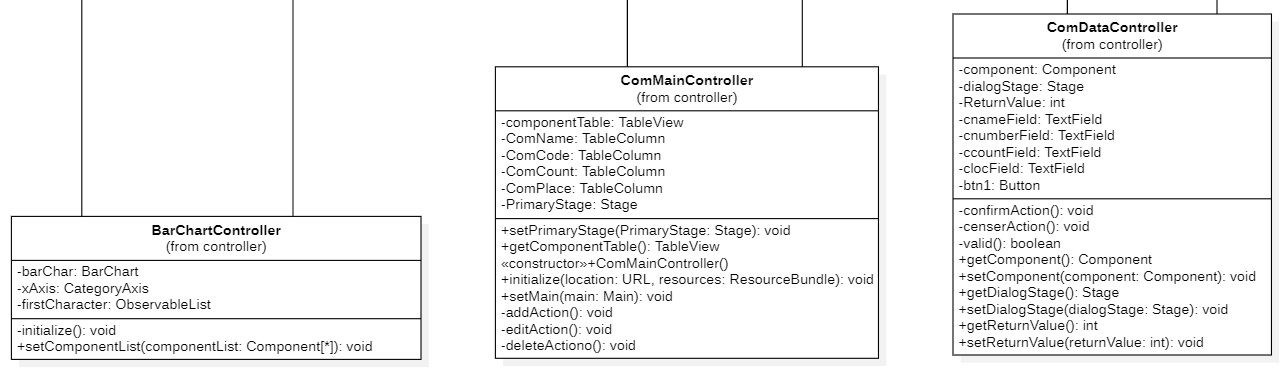 BarChartController
(from controller)
-barChar: BarChart
-xAxis: CategoryAxis
-firstCharacter: ObservableList
-initialize(): void
+setComponentList(componentList: Component[*]): void
ComMainController
(from controller)
-componentTable: TableView
-ComName: TableColumn
-ComCode: TableColumn
-ComCount: TableColumn
-ComPlace: TableColumn
-PrimaryStage: Stage
+setPrimaryStage(PrimaryStage: Stage): void
+getComponentTable(): TableView
«constructor»+ComMainController()
+initialize(location: URL, resources: ResourceBundle): void
+setMain(main: Main): void
-addAction(): void
-editAction(): void
-deleteActiono(): void
ComDataController
(from controller)
-component: Component
-dialogStage: Stage
-ReturnValue: int
-cnameField: TextField
-cnumberField: TextField
-ccountField: TextField
-clocField: TextField
-btn1: Button
-confirmAction(): void
-censerAction(): void
-valid(): boolean
+getComponent(): Component
+setComponent(component: Component): void
+getDialogStage(): Stage
+setDialogStage(dialogStage: Stage): void
+getReturnValue(): int
+setReturnValue(returnValue: int): void